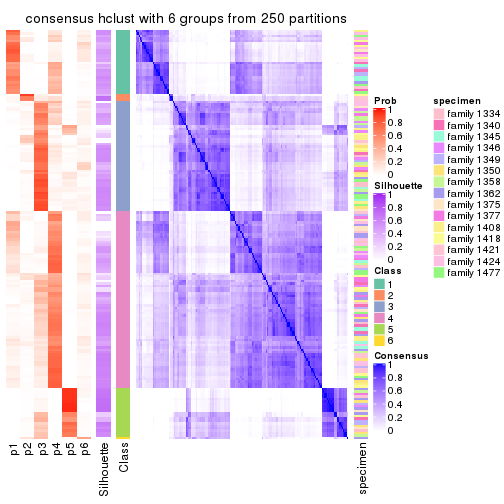 consensus hclust with 6 groups from 250 partitions
Prob
1
0.8
0.6
0.4
0.2
0
Silhouette
1
0.8
0.6
0.4
0.2
0
Class
1
2
3
4
5
6
Consensus
1
0.8
0.6
0.4
0.2
0
specimen
family 1334
family 1340
family 1345
family 1346
family 1349
family 1350
family 1358
family 1362
family 1375
family 1377
family 1408
family 1418
family 1421
family 1424
family 1477
p1
p2
p3
p4
p5
p6
Silhouette
Class
specimen